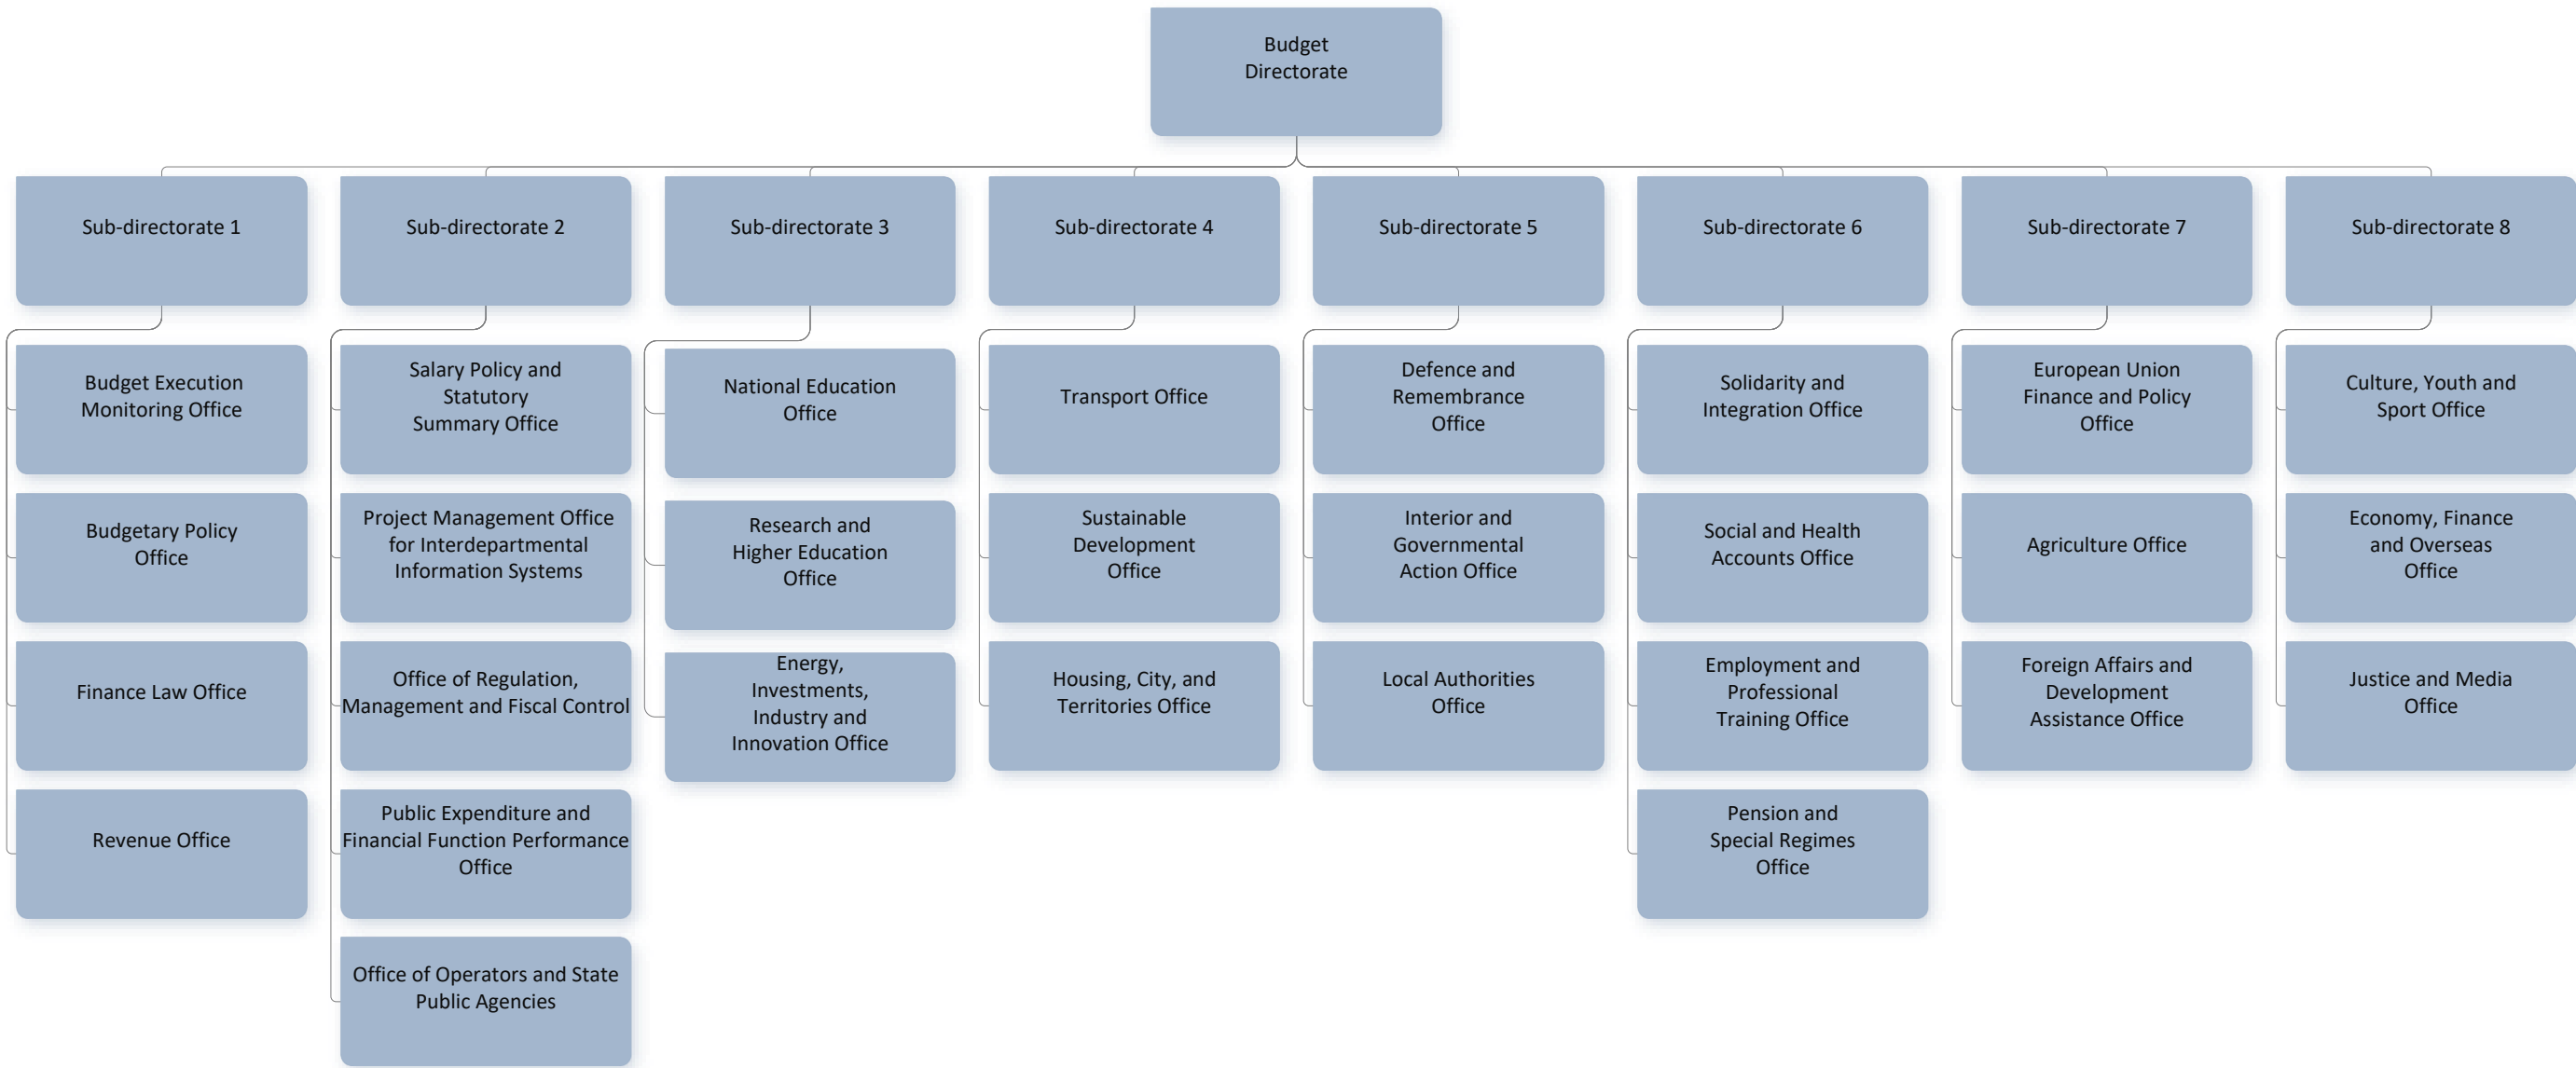 Budget
Directorate
Sub-directorate 1
Sub-directorate 2
Sub-directorate 3
Sub-directorate 4
Sub-directorate 5
Sub-directorate 6
Sub-directorate 7
Sub-directorate 8
Budget Execution
Monitoring Office
Budgetary Policy
Office
Finance Law Office
Revenue Office
Salary Policy and
Statutory
Summary Office
Project Management Office
for Interdepartmental
Information Systems
Office of Regulation,
Management and Fiscal Control
Public Expenditure and
Financial Function Performance
Office
Office of Operators and State
Public Agencies
National Education
Office
Research and
Higher Education
Office
Energy,
Investments,
Industry and
Innovation Office
Transport Office
Sustainable
Development
Office
Housing, City, and
Territories Office
Defence and
Remembrance
Office
Interior and
Governmental
Action Office
Local Authorities
Office
Solidarity and
Integration Office
Social and Health
Accounts Office
Employment and
Professional
Training Office
Pension and
Special Regimes
Office
European Union
Finance and Policy
Office
Agriculture Office
Foreign Affairs and
Development
Assistance Office
Culture, Youth and
Sport Office
Economy, Finance
and Overseas
Office
Justice and Media
Office